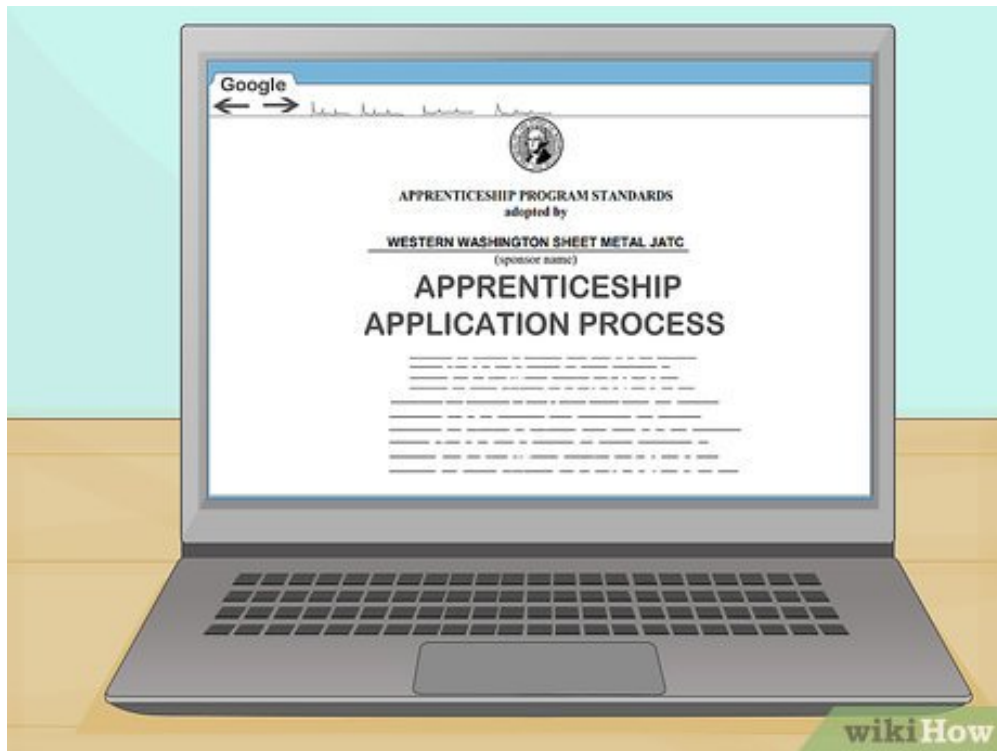 Google
APPRENTICESHIP PROGRAM STANDARDS
adopted by
WESTERN WASHINGTON SHEET METAL JATC
(sponsor name)
APPRENTICESHIP
APPLICATION PROCESS
wikiHow